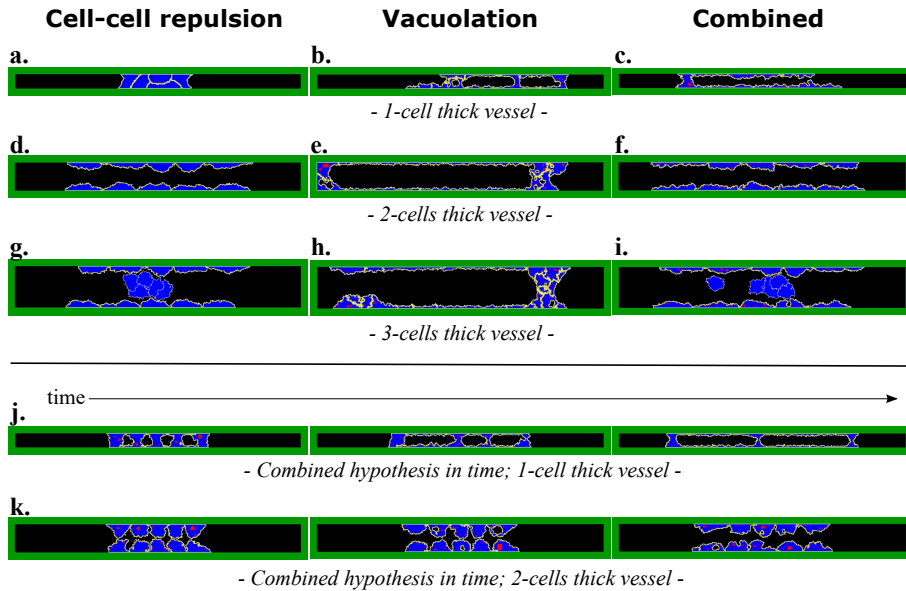 Cell-cell repulsion Vacuolation Combined
a. b. c.
- 1-cell thick vessel -
d. e. f.
- 2-cells thick vessel -
g. h. i.
- 3-cells thick vessel -
time
j.
- Combined hypothesis in time; 1-cell thick vessel -
k.
- Combined hypothesis in time; 2-cells thick vessel -